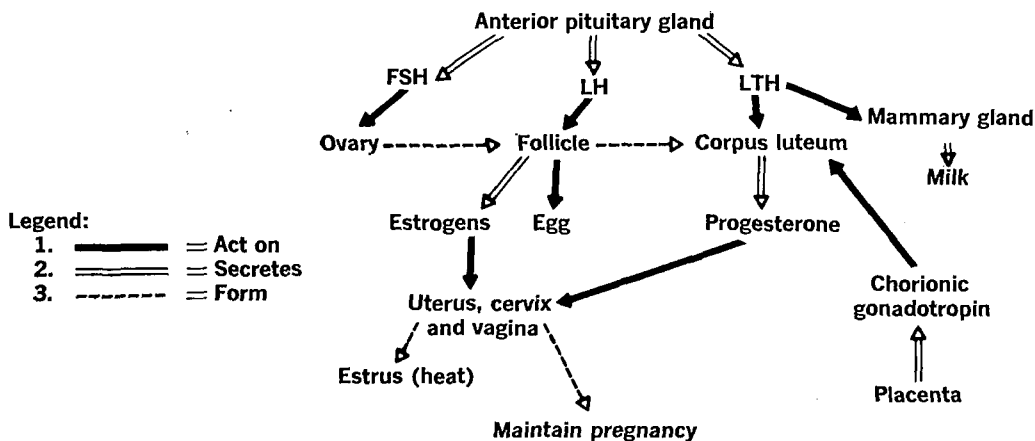 Anterior pituitary gland
FSH
LH
LTH
Mammary gland
Ovary
Follicle
Corpus luteum
Milk
Legend:
1. = Act on
2. = Secretes
3. = Form
Estrogens
Egg
Progesterone
Uterus, cervix
and vagina
Chorionic
gonadotropin
Estrus (heat)
Placenta
Maintain pregnancy